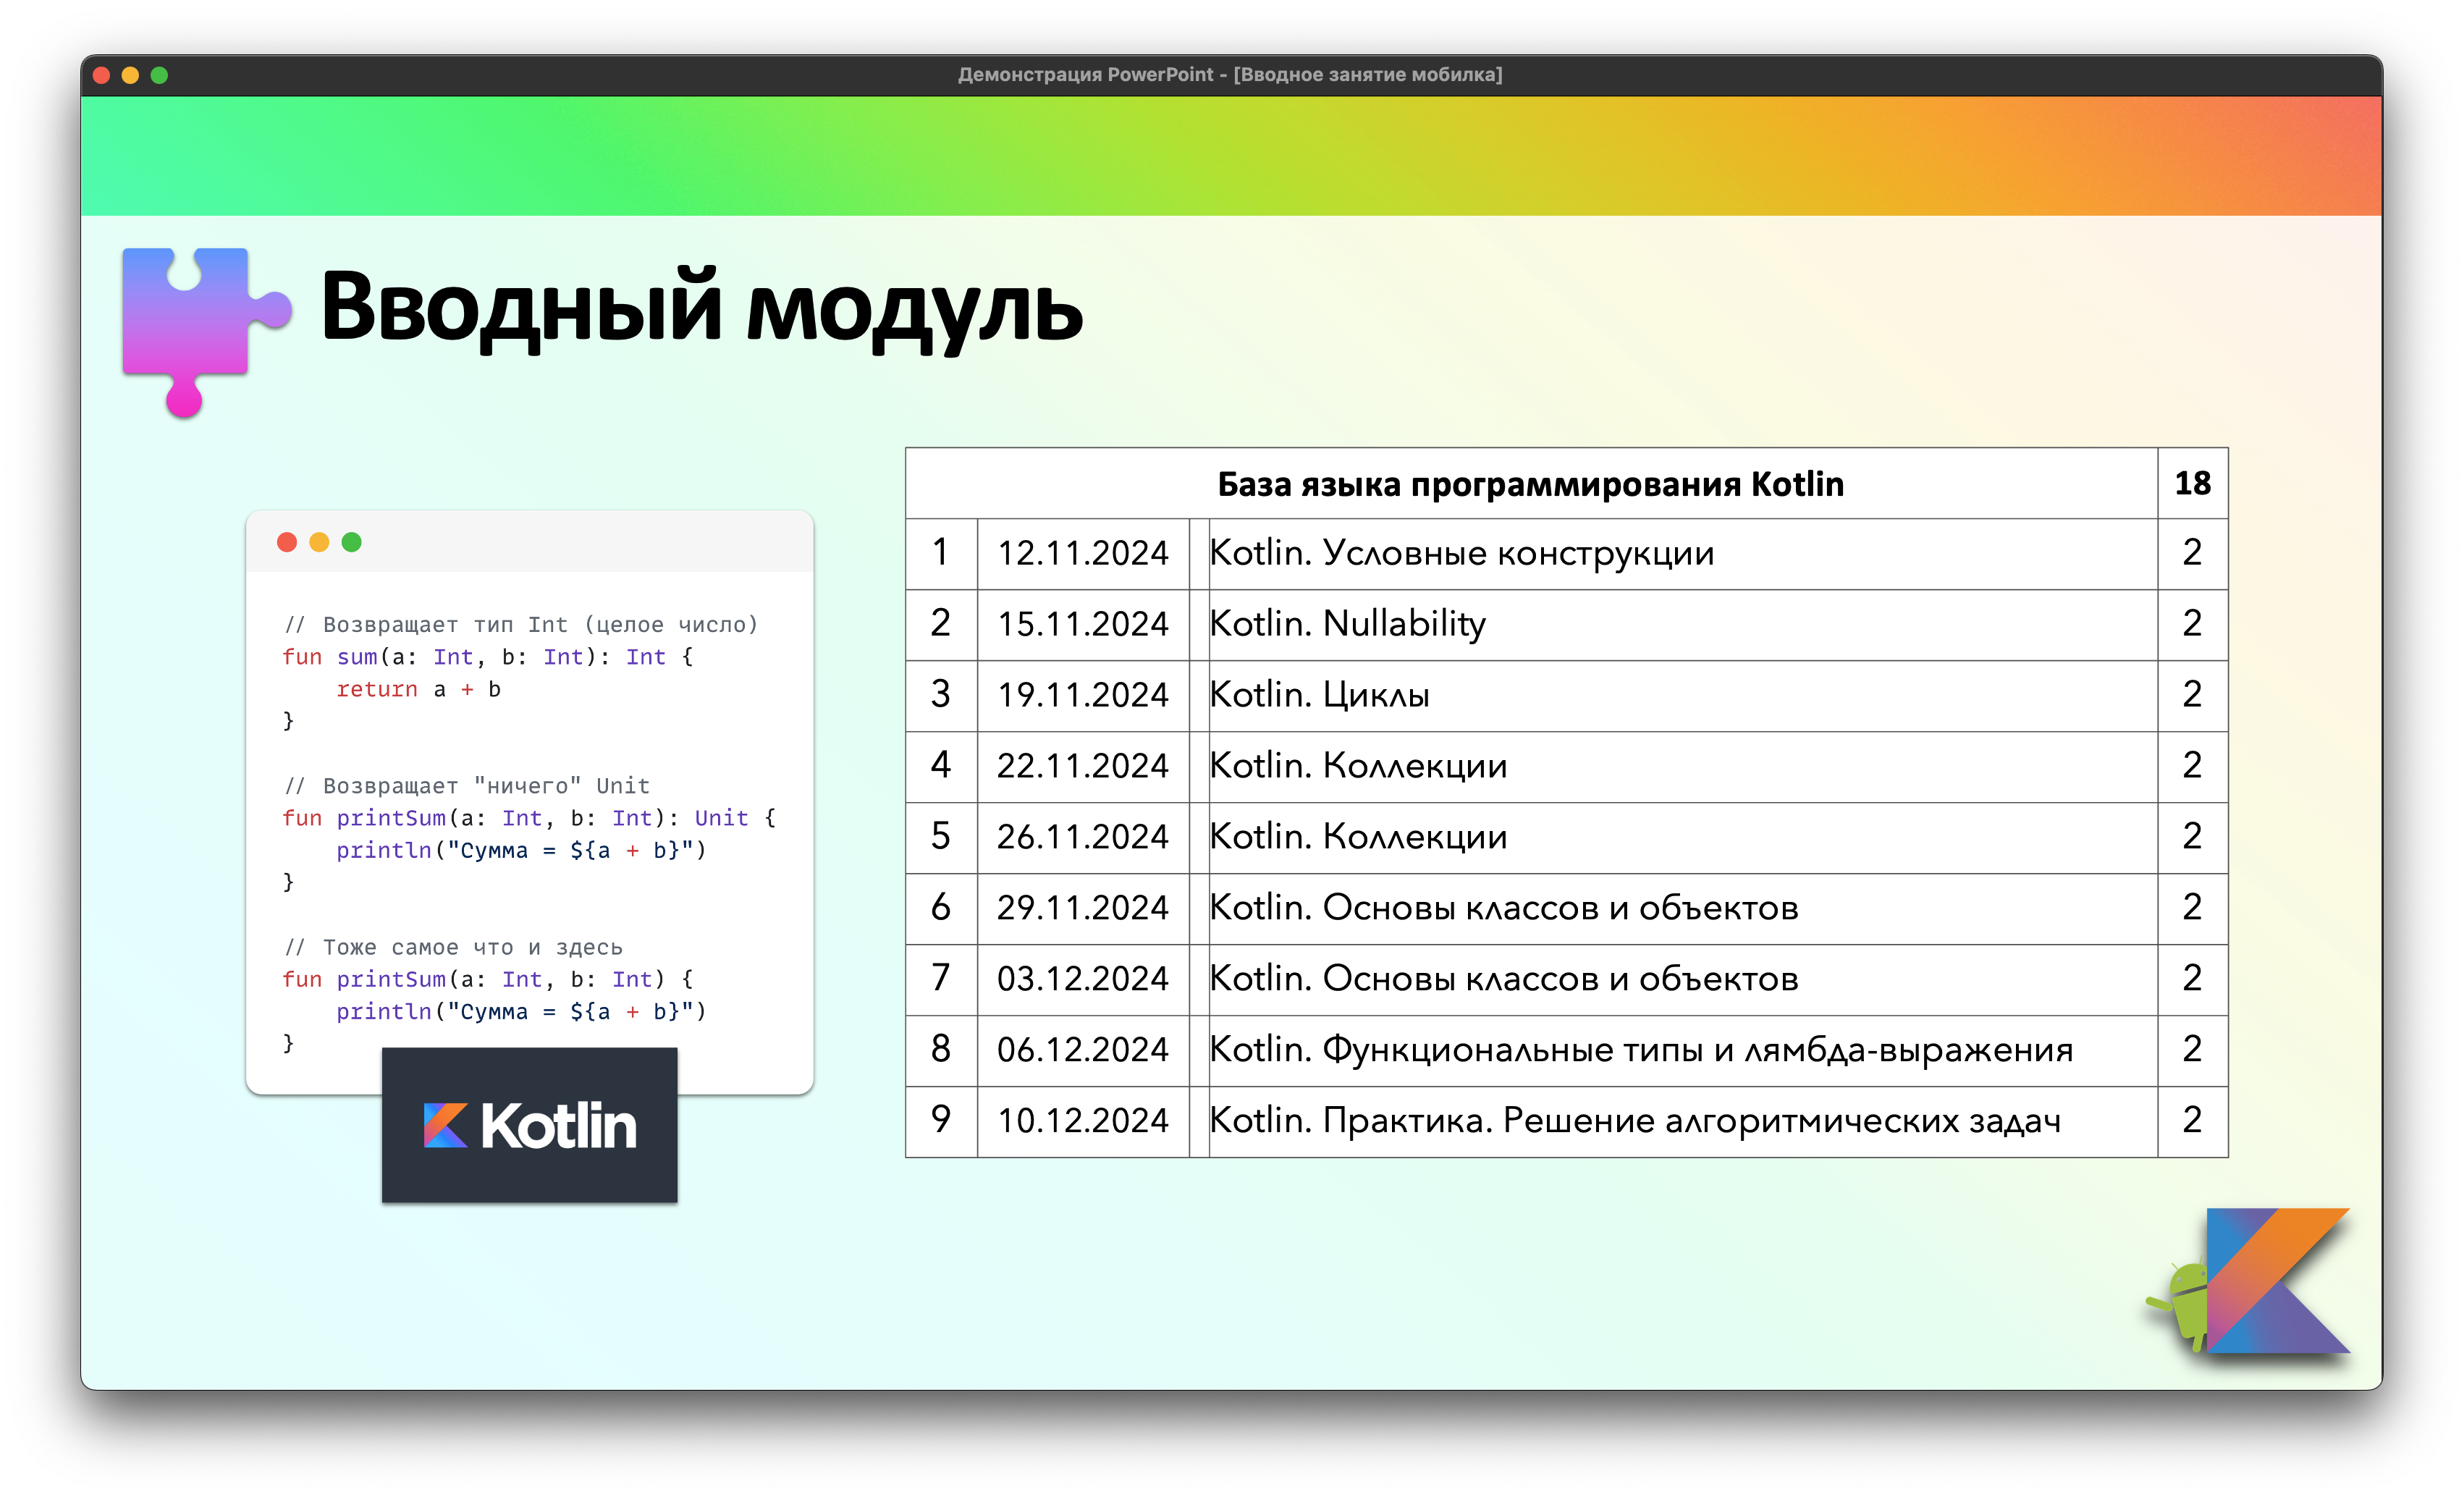 Демонстрация PowerPoint - [Вводное занятие мобилка]
Вводный модуль
// Возвращает тип Int (целое число)
fun sum(a: Int, b: Int): Int {
    return a + b
}
// Возвращает "ничего" Unit
fun printSum(a: Int, b: Int): Unit {
    println("Сумма = ${a + b}")
}
// Тоже самое что и здесь
fun printSum(a: Int, b: Int) {
    println("Сумма = ${a + b}")
}
Kotlin
База языка программирования Kotlin 18
1 12.11.2024 Kotlin. Условные конструкции 2
2 15.11.2024 Kotlin. Nullability 2
3 19.11.2024 Kotlin. Циклы 2
4 22.11.2024 Kotlin. Коллекции 2
5 26.11.2024 Kotlin. Коллекции 2
6 29.11.2024 Kotlin. Основы классов и объектов 2
7 03.12.2024 Kotlin. Основы классов и объектов 2
8 06.12.2024 Kotlin. Функциональные типы и лямбда-выражения 2
9 10.12.2024 Kotlin. Практика. Решение алгоритмических задач 2